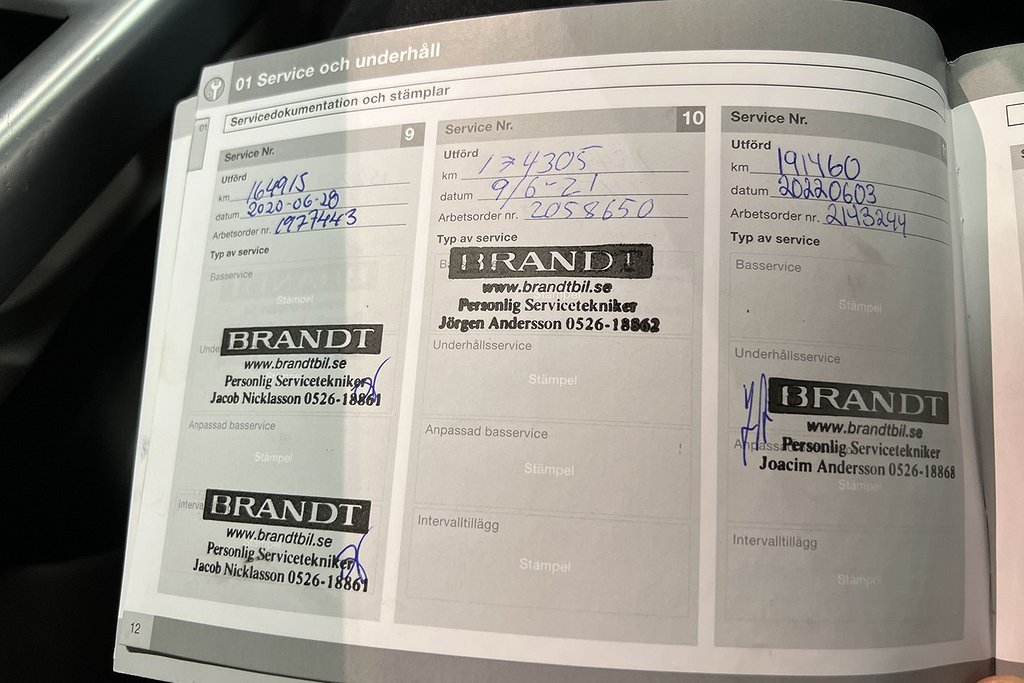 01 Service och underhåll
Servicedokumentation och stämplar
01
Service Nr. 9
Utförd
km 164915
datum 2020-06-28
Arbetsorder nr. 1977443
Typ av service
Basservice
Stämpel
BRANDT
www.brandtbil.se
Personlig Servicetekniker
Jacob Nicklasson 0526-18861
Anpassad basservice
Stämpel
BRANDT
www.brandtbil.se
Personlig Servicetekniker
Jacob Nicklasson 0526-18861
12
Service Nr. 10
Utförd
km 174305
datum 9/6-21
Arbetsorder nr. 2058650
Typ av service
BRANDT
www.brandtbil.se
Personlig Servicetekniker
Jörgen Andersson 0526-18862
Underhållsservice
Stämpel
Anpassad basservice
Stämpel
Intervalltillägg
Stämpel
Service Nr.
Utförd
km 191460
datum 20220603
Arbetsorder nr. 2143244
Typ av service
Basservice
Stämpel
Underhållsservice
BRANDT
www.brandtbil.se
Personlig Servicetekniker
Joacim Andersson 0526-18868
Stämpel
Intervalltillägg
Stämpel